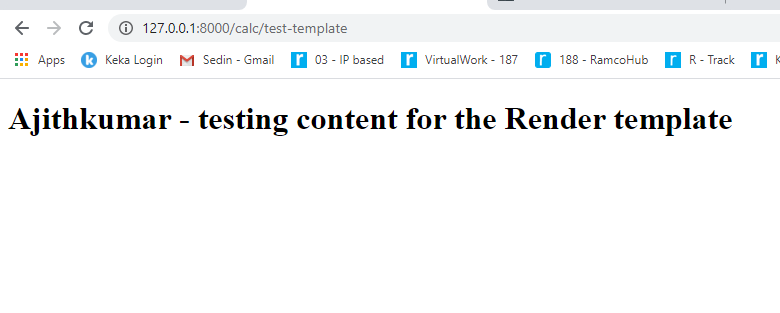 127.0.0.1:8000/calc/test-template
Apps Keka Login Sedin - Gmail 03 - IP based VirtualWork - 187 188 - RamcoHub R - Track K
Ajithkumar - testing content for the Render template